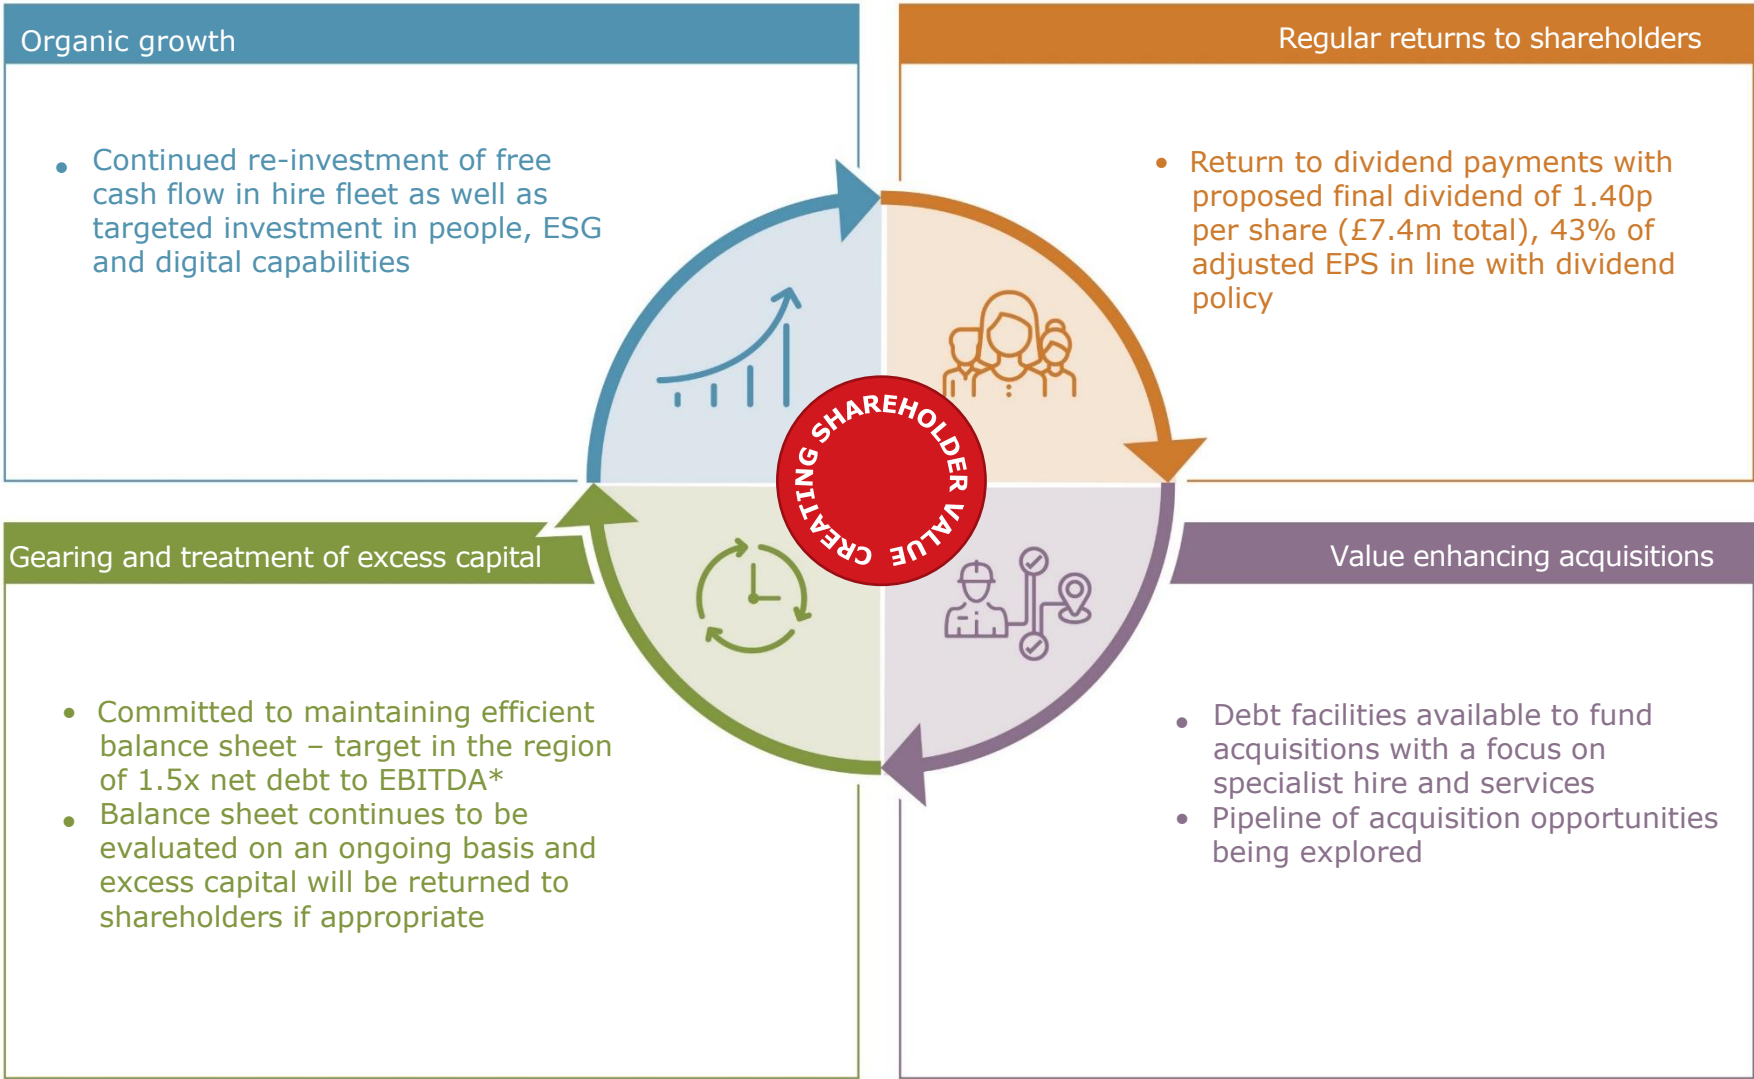 Organic growth
• Continued re-investment of free
cash flow in hire fleet as well as
targeted investment in people, ESG
and digital capabilities
Regular returns to shareholders
• Return to dividend payments with
proposed final dividend of 1.40p
per share (£7.4m total), 43% of
adjusted EPS in line with dividend
policy
CREATING SHAREHOLDER VALUE
Gearing and treatment of excess capital
• Committed to maintaining efficient
balance sheet – target in the region
of 1.5x net debt to EBITDA*
• Balance sheet continues to be
evaluated on an ongoing basis and
excess capital will be returned to
shareholders if appropriate
Value enhancing acquisitions
• Debt facilities available to fund
acquisitions with a focus on
specialist hire and services
• Pipeline of acquisition opportunities
being explored